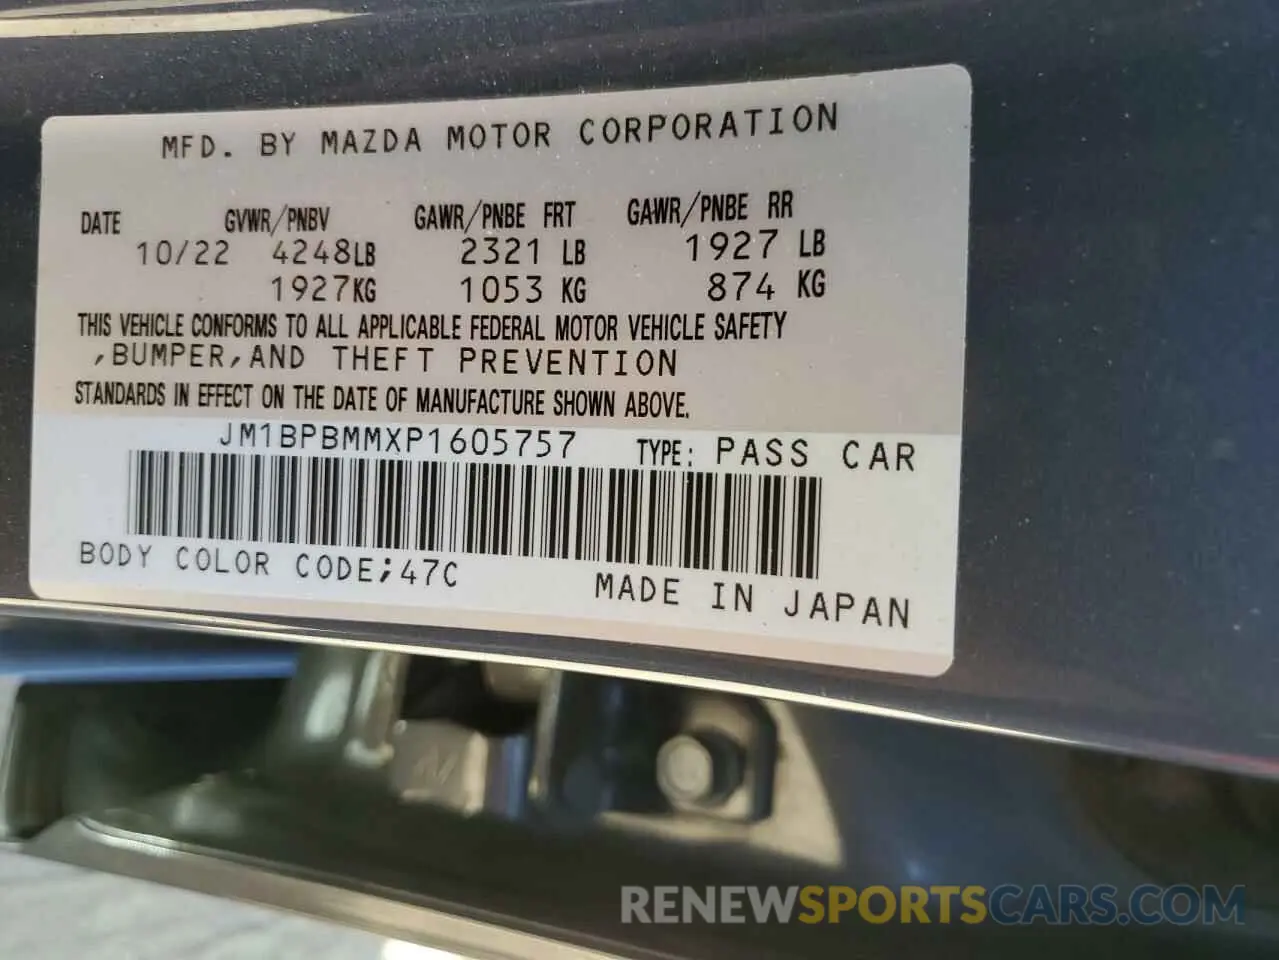 MFD. BY MAZDA MOTOR CORPORATION
DATE GVWR/PNBV GAWR/PNBE FRT GAWR/PNBE RR
10/22 4248LB 2321 LB 1927 LB
1927KG 1053 KG 874 KG
THIS VEHICLE CONFORMS TO ALL APPLICABLE FEDERAL MOTOR VEHICLE SAFETY
,BUMPER,AND THEFT PREVENTION
STANDARDS IN EFFECT ON THE DATE OF MANUFACTURE SHOWN ABOVE.
JM1BPBMMXP1605757 TYPE: PASS CAR
BODY COLOR CODE;47C MADE IN JAPAN
RENEWSPORTSCARS.COM